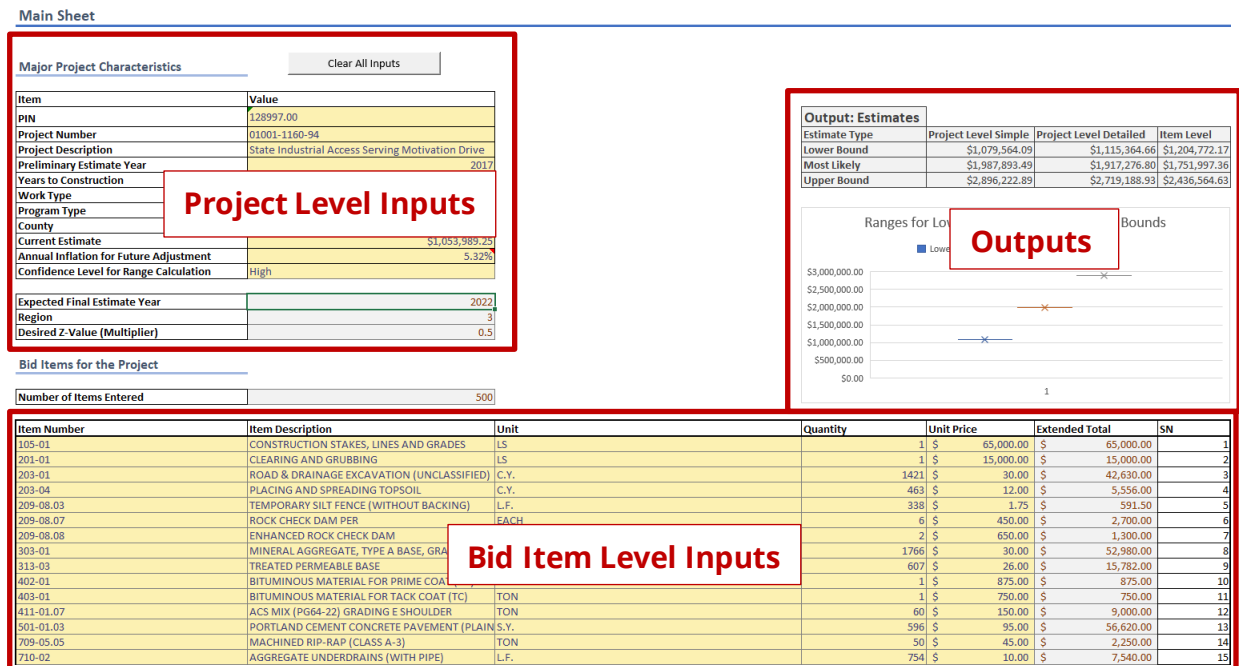 Main Sheet
Major Project Characteristics
Clear All Inputs
Item Value
PIN 128997.00
Project Number 01001-1160-94
Project Description State Industrial Access Serving Motivation Drive
Preliminary Estimate Year 2017
Years to Construction
Work Type
Program Type
County
Current Estimate $1,053,989.25
Annual Inflation for Future Adjustment 5.32%
Confidence Level for Range Calculation High
Project Level Inputs
Expected Final Estimate Year 2022
Region 3
Desired Z-Value (Multiplier) 0.5
Output: Estimates
Estimate Type Project Level Simple Project Level Detailed Item Level
Lower Bound $1,079,564.09 $1,115,364.66 $1,204,772.17
Most Likely $1,987,893.49 $1,917,276.80 $1,751,997.36
Upper Bound $2,896,222.89 $2,719,188.93 $2,436,564.63
Ranges for Bounds
Outputs
$3,000,000.00
$2,500,000.00
$2,000,000.00
$1,500,000.00
$1,000,000.00
$500,000.00
$0.00
1
Bid Items for the Project
Number of Items Entered 500
Item Number Item Description Unit Quantity Unit Price Extended Total SN
105-01 CONSTRUCTION STAKES, LINES AND GRADES LS 1 $ 65,000.00 $ 65,000.00 1
201-01 CLEARING AND GRUBBING LS 1 $ 15,000.00 $ 15,000.00 2
203-01 ROAD & DRAINAGE EXCAVATION (UNCLASSIFIED) C.Y. 1421 $ 30.00 $ 42,630.00 3
203-04 PLACING AND SPREADING TOPSOIL C.Y. 463 $ 12.00 $ 5,556.00 4
209-08.03 TEMPORARY SILT FENCE (WITHOUT BACKING) L.F. 338 $ 1.75 $ 591.50 5
209-08.07 ROCK CHECK DAM PER EACH 6 $ 450.00 $ 2,700.00 6
209-08.08 ENHANCED ROCK CHECK DAM 2 $ 650.00 $ 1,300.00 7
303-01 MINERAL AGGREGATE, TYPE A BASE, 1766 $ 30.00 $ 52,980.00 8
313-03 TREATED PERMEABLE BASE 607 $ 26.00 $ 15,782.00 9
402-01 BITUMINOUS MATERIAL FOR PRIME 1 $ 875.00 $ 875.00 10
403-01 BITUMINOUS MATERIAL FOR TACK COAT (TC) TON 1 $ 750.00 $ 750.00 11
411-01.07 ACS MIX (PG64-22) GRADING E SHOULDER TON 60 $ 150.00 $ 9,000.00 12
501-01.03 PORTLAND CEMENT CONCRETE PAVEMENT (PLAIN S.Y. 596 $ 95.00 $ 56,620.00 13
709-05.05 MACHINED RIP-RAP (CLASS A-3) TON 50 $ 45.00 $ 2,250.00 14
710-02 AGGREGATE UNDERDRAINS (WITH PIPE) L.F. 754 $ 10.00 $ 7,540.00 15
Bid Item Level Inputs